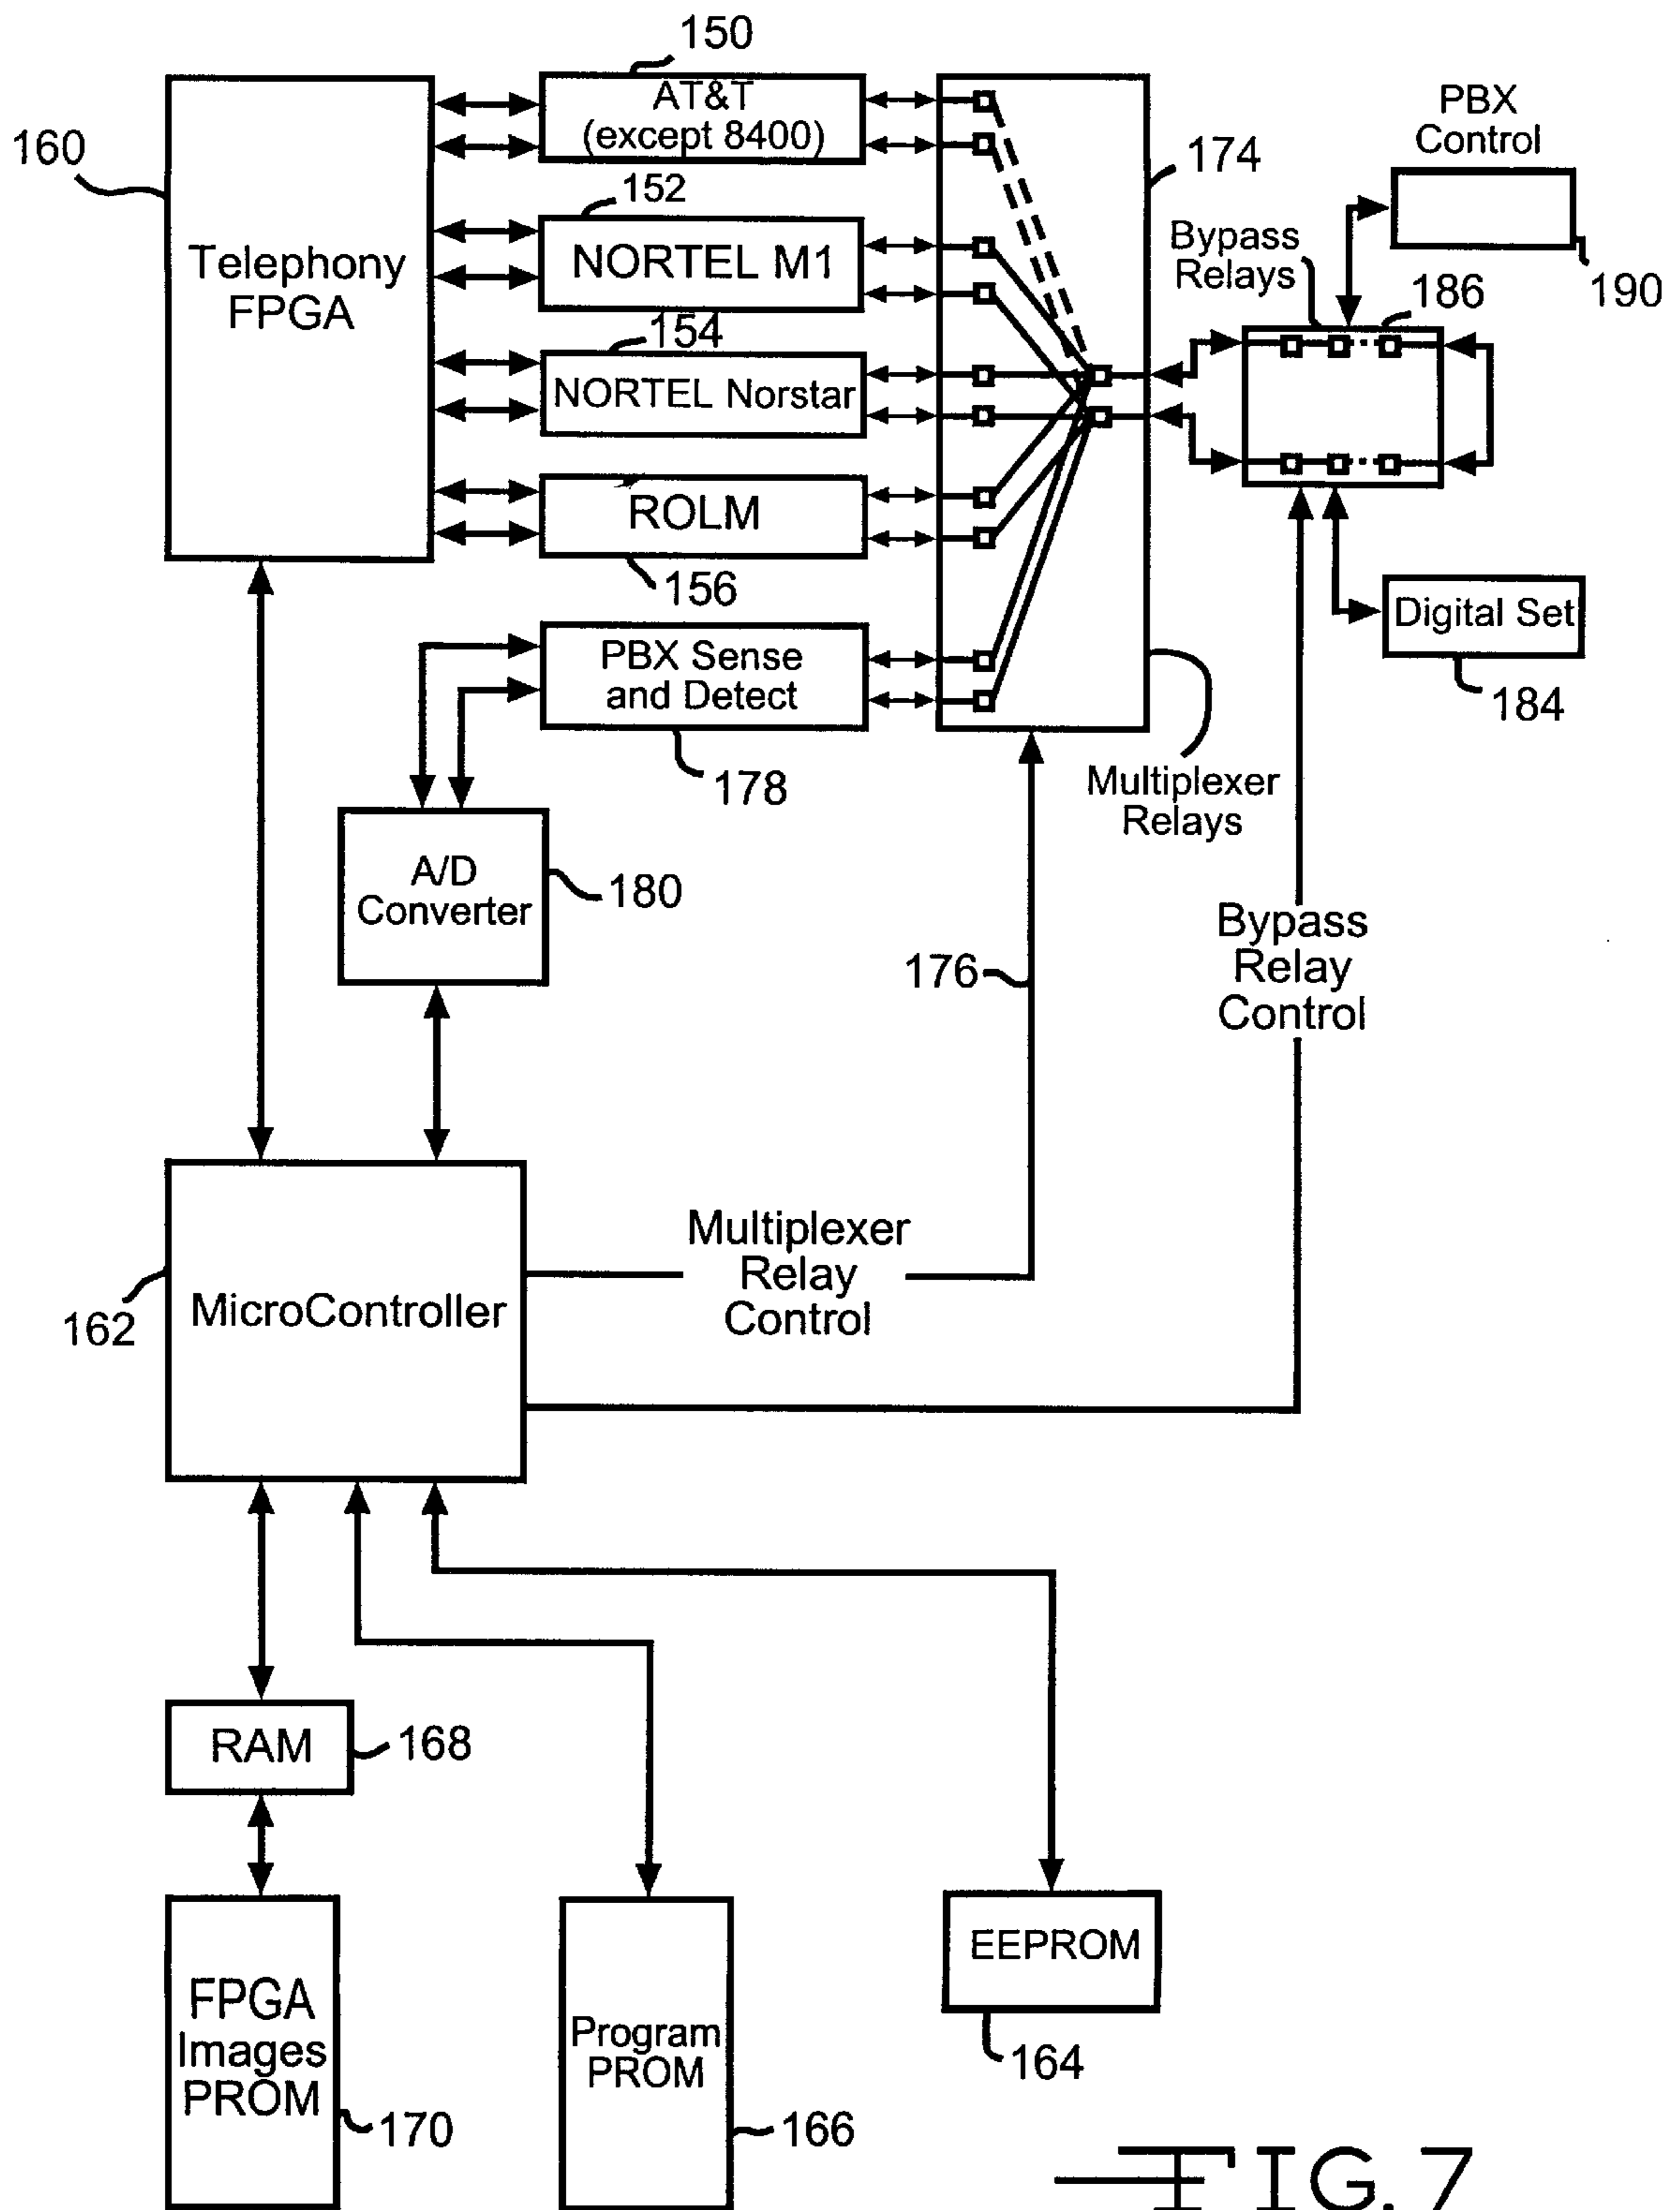 150
AT&T
(except 8400)
PBX
Control
160
174
152
Telephony
FPGA
NORTEL M1
Bypass
Relays
186
190
154
NORTEL Norstar
ROLM
156
Digital Set
184
PBX Sense
and Detect
178
Multiplexer
Relays
A/D
Converter
180
176
Bypass
Relay
Control
Multiplexer
Relay
Control
MicroController
162
RAM
168
EEPROM
164
FPGA
Images
PROM
170
Program
PROM
166
FIG. 7